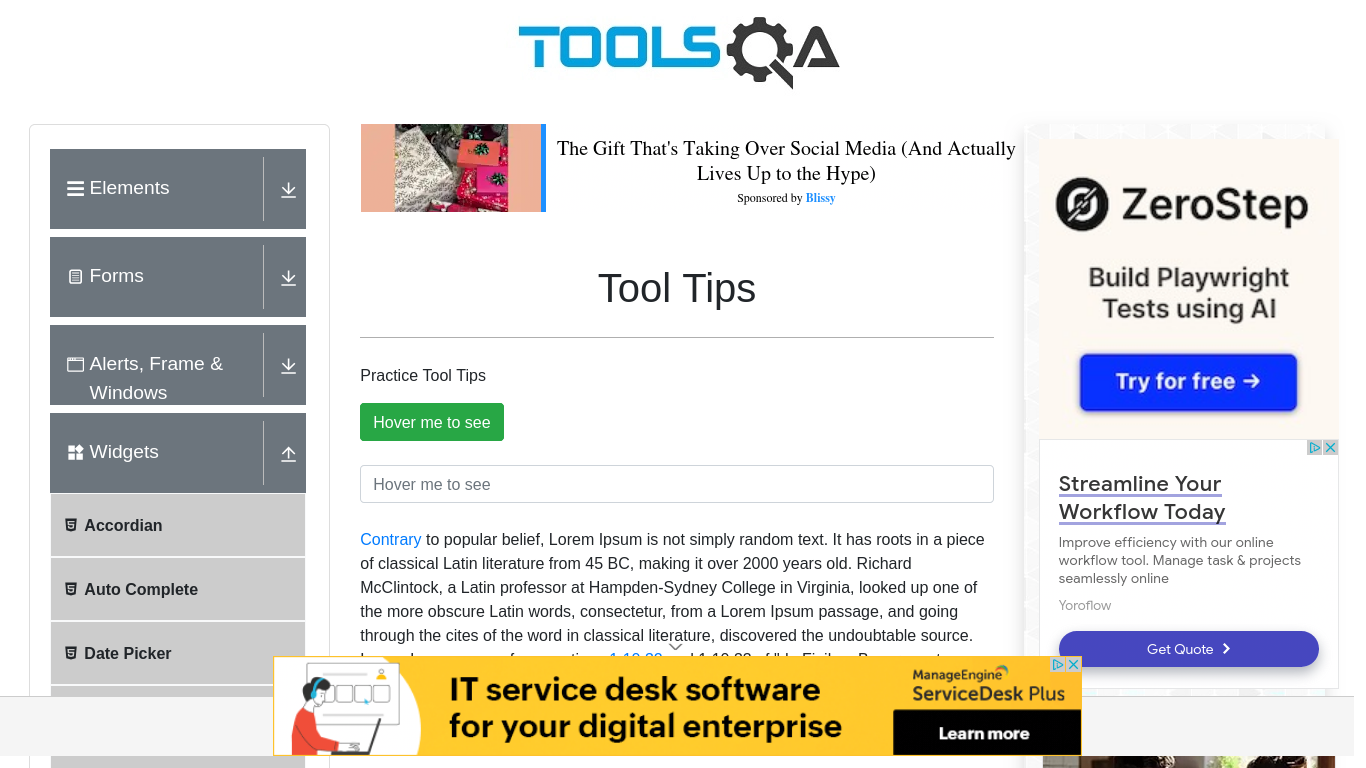 TOOLSQA
Elements
Forms
Alerts, Frame &
Windows
Widgets
Accordian
Auto Complete
Date Picker
The Gift That's Taking Over Social Media (And Actually
Lives Up to the Hype)
Sponsored by Blissy
Tool Tips
Practice Tool Tips
Hover me to see
Hover me to see
Contrary to popular belief, Lorem Ipsum is not simply random text. It has roots in a piece
of classical Latin literature from 45 BC, making it over 2000 years old. Richard
McClintock, a Latin professor at Hampden-Sydney College in Virginia, looked up one of
the more obscure Latin words, consectetur, from a Lorem Ipsum passage, and going
through the cites of the word in classical literature, discovered the undoubtable source.
ZeroStep
Build Playwright
Tests using AI
Try for free →
Streamline Your
Workflow Today
Improve efficiency with our online
workflow tool. Manage task & projects
seamlessly online
Yoroflow
Get Quote
IT service desk software
for your digital enterprise
ManageEngine
ServiceDesk Plus
Learn more